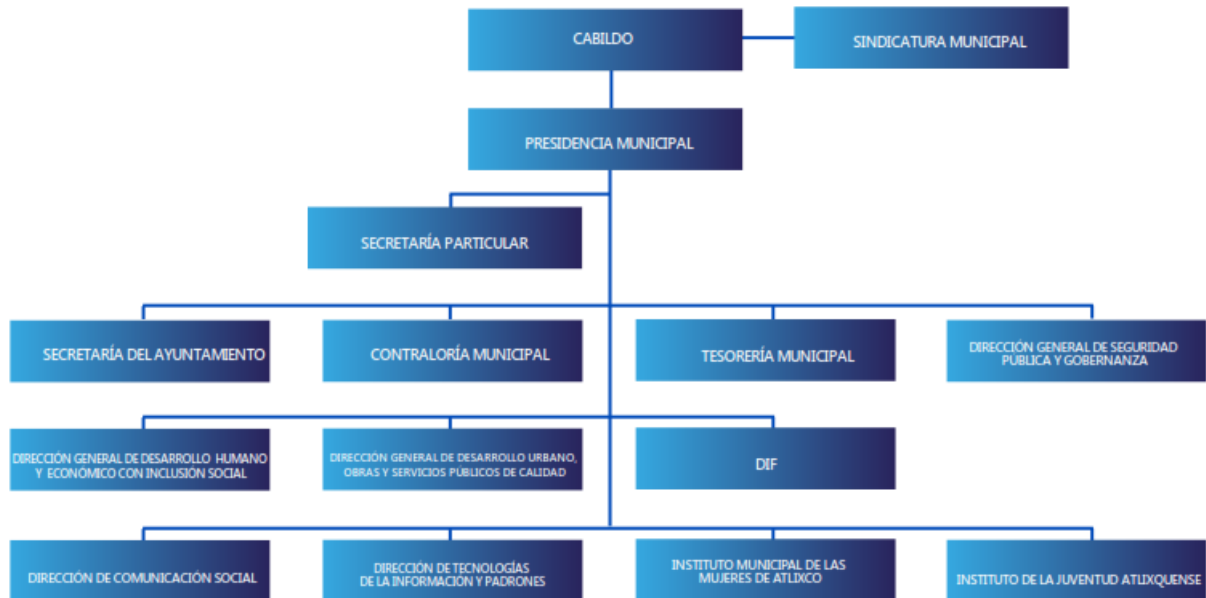 CABILDO
SINDICATURA MUNICIPAL
PRESIDENCIA MUNICIPAL
SECRETARÍA PARTICULAR
SECRETARÍA DEL AYUNTAMIENTO
CONTRALORÍA MUNICIPAL
TESORERÍA MUNICIPAL
DIRECCIÓN GENERAL DE SEGURIDAD
PÚBLICA Y GOBERNANZA
DIRECCIÓN GENERAL DE DESARROLLO HUMANO
Y ECONÓMICO CON INCLUSIÓN SOCIAL
DIRECCIÓN GENERAL DE DESARROLLO URBANO,
OBRAS Y SERVICIOS PÚBLICOS DE CALIDAD
DIF
DIRECCIÓN DE COMUNICACIÓN SOCIAL
DIRECCIÓN DE TECNOLOGÍAS
DE LA INFORMACIÓN Y PADRONES
INSTITUTO MUNICIPAL DE LAS
MUJERES DE ATLIXCO
INSTITUTO DE LA JUVENTUD ATLIXQUENSE